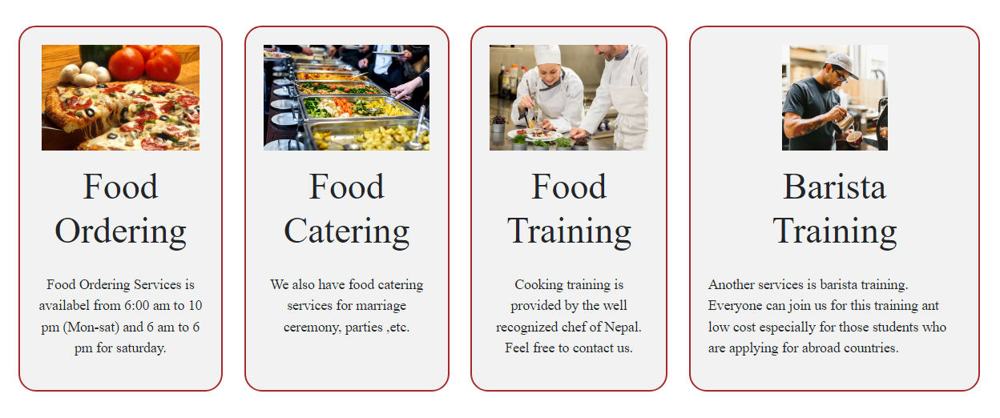 Food
Ordering
Food Ordering Services is
availabel from 6:00 am to 10
pm (Mon-sat) and 6 am to 6
pm for saturday.
Food
Catering
We also have food catering
services for marriage
ceremony, parties ,etc.
Food
Training
Cooking training is
provided by the well
recognized chef of Nepal.
Feel free to contact us.
Barista
Training
Another services is barista training.
Everyone can join us for this training ant
low cost especially for those students who
are applying for abroad countries.